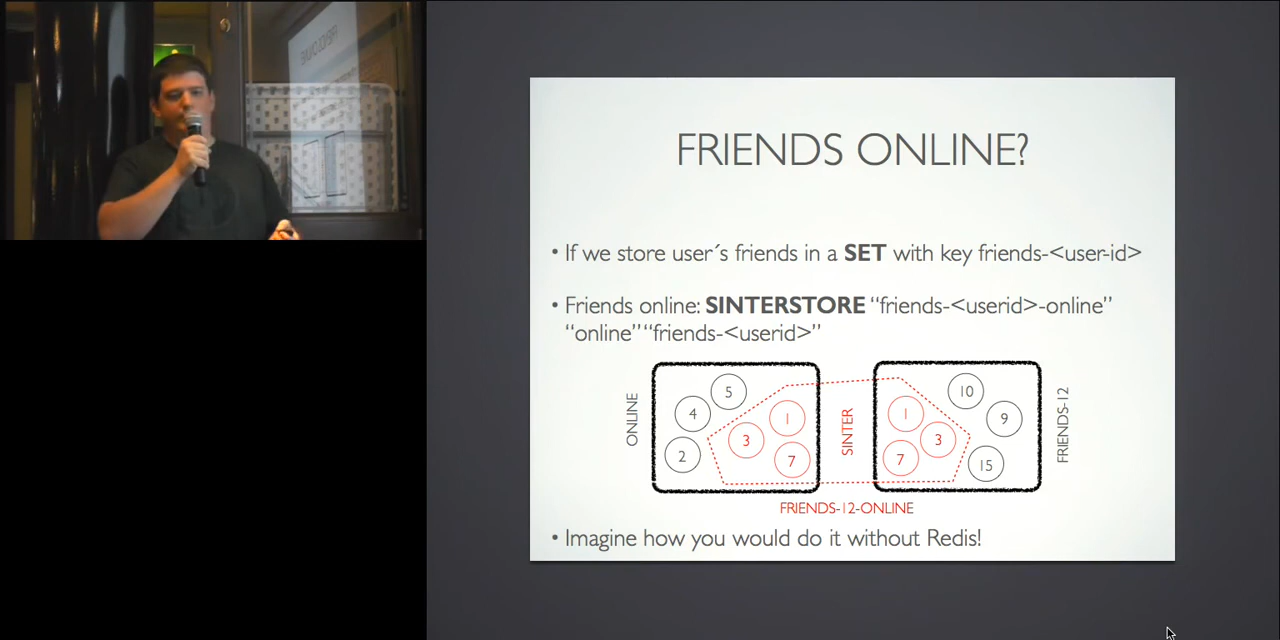 FRIENDS ONLINE?
• If we store user´s friends in a SET with key friends-<user-id>
• Friends online: SINTERSTORE “friends-<userid>-online”
“online” “friends-<userid>”
ONLINE
5
4
2
1
3
7
SINTER
1
3
7
10
9
15
FRIENDS-12
FRIENDS-12-ONLINE
• Imagine how you would do it without Redis!